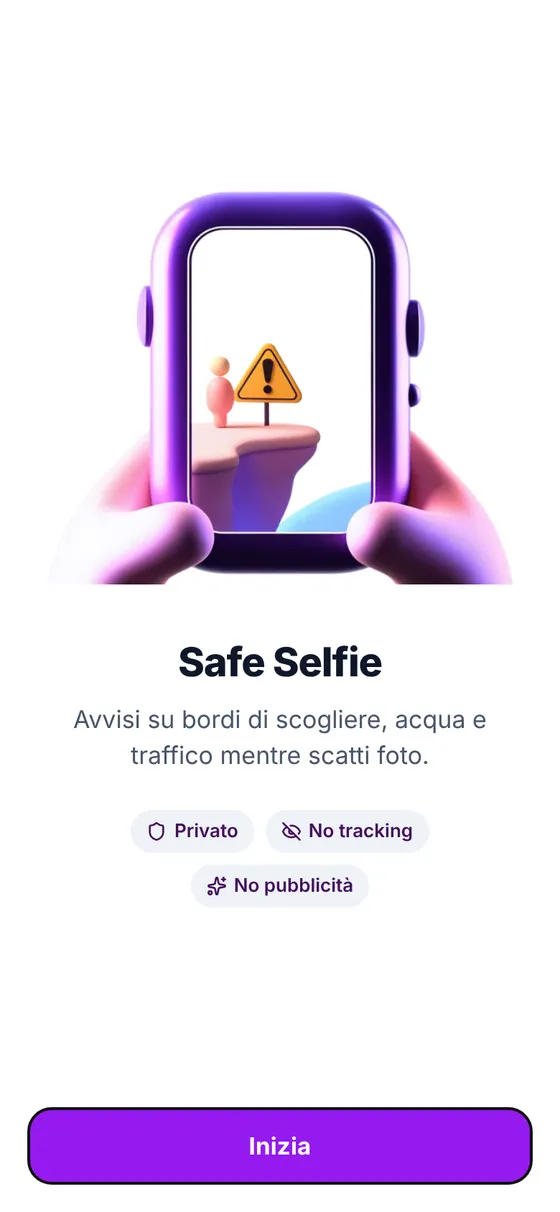 Safe Selfie
Avvisi su bordi di scogliere, acqua e
traffico mentre scatti foto.
Privato
No tracking
No pubblicità
Inizia